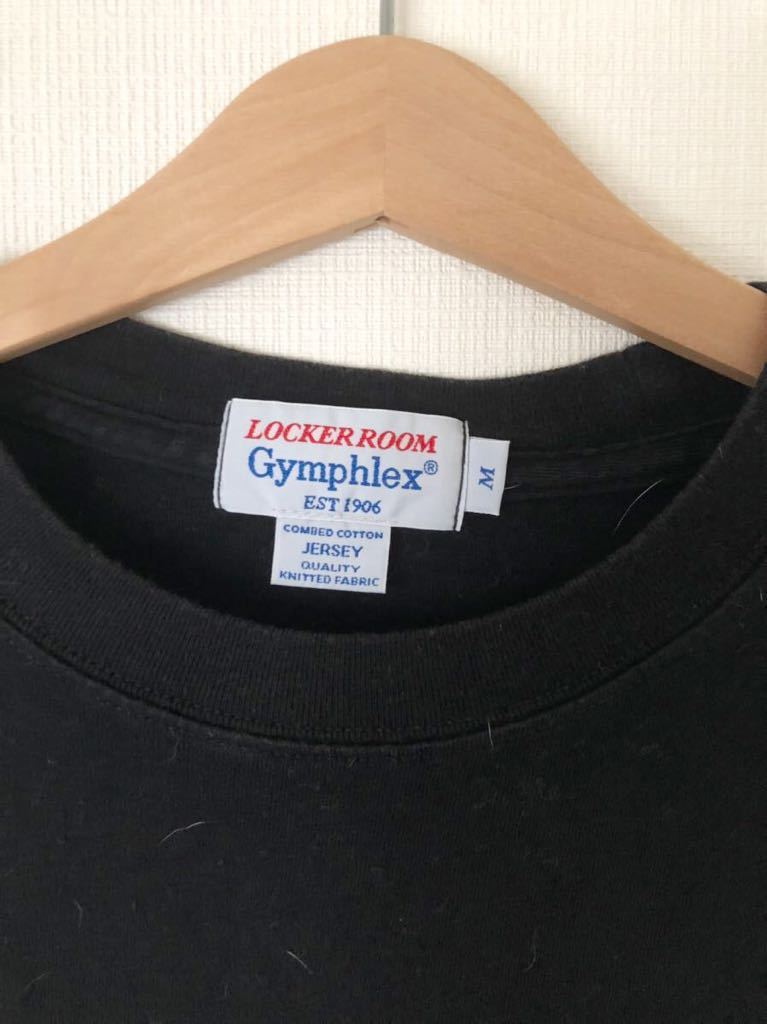 LOCKER ROOM
Gymphlex®
EST 1906
M
COMBED COTTON
JERSEY
QUALITY
KNITTED FABRIC